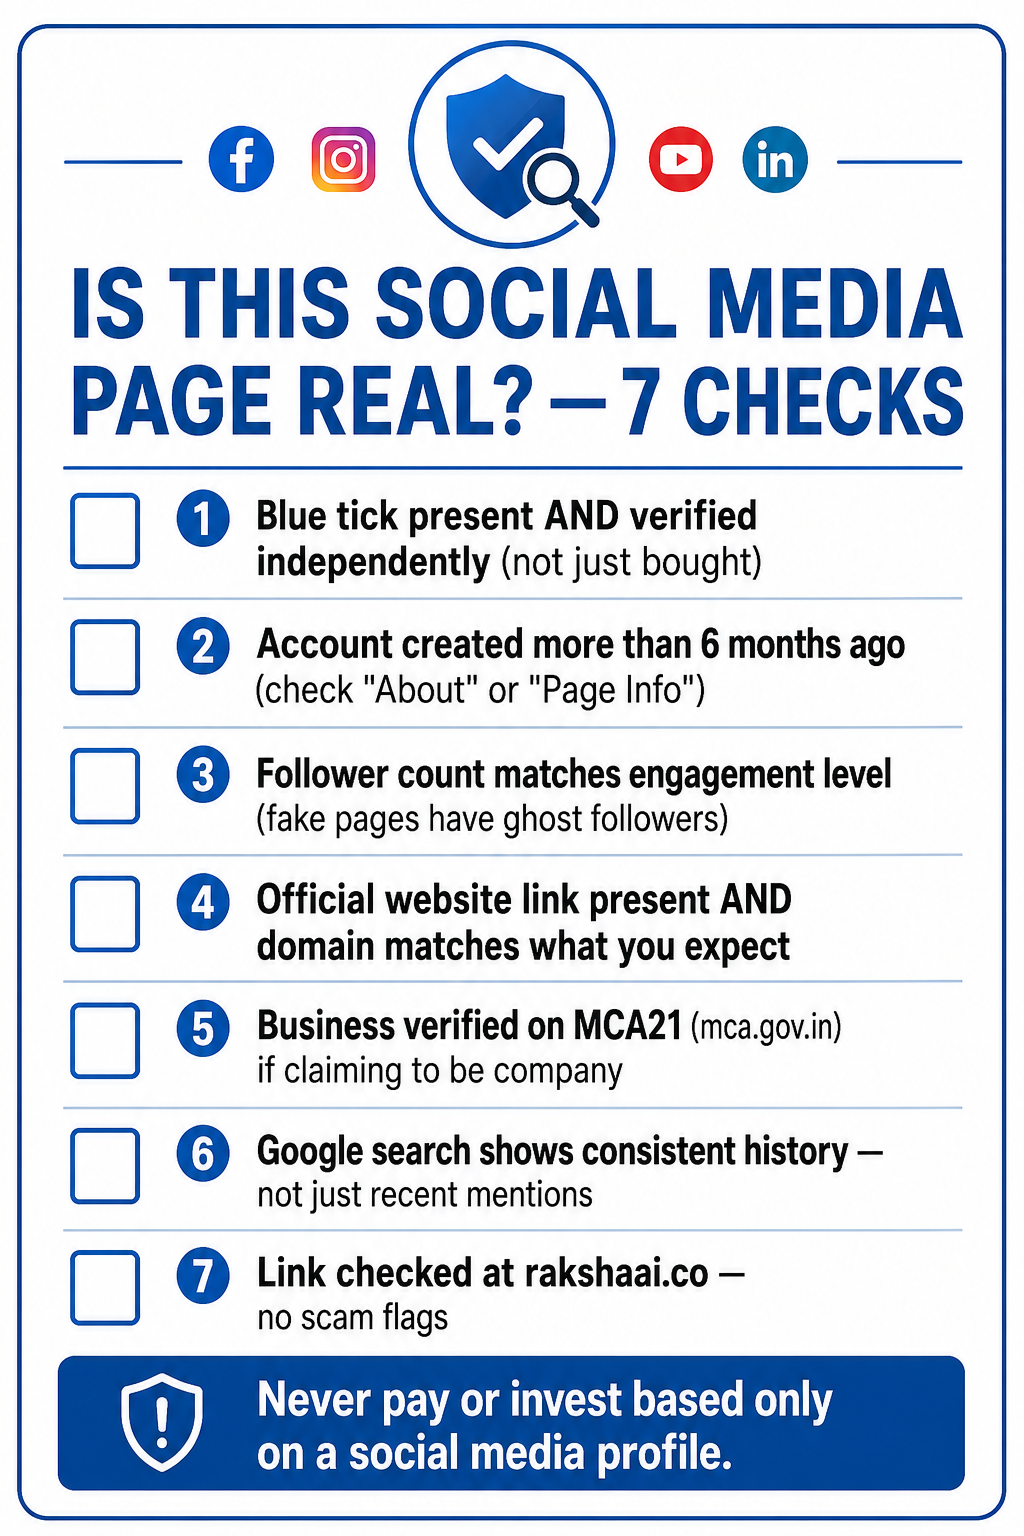 f
in
IS THIS SOCIAL MEDIA
PAGE REAL? — 7 CHECKS
1 Blue tick present AND verified
independently (not just bought)
2 Account created more than 6 months ago
(check "About" or "Page Info")
3 Follower count matches engagement level
(fake pages have ghost followers)
4 Official website link present AND
domain matches what you expect
5 Business verified on MCA21 (mca.gov.in)
if claiming to be company
6 Google search shows consistent history —
not just recent mentions
7 Link checked at rakshaai.co —
no scam flags
Never pay or invest based only
on a social media profile.